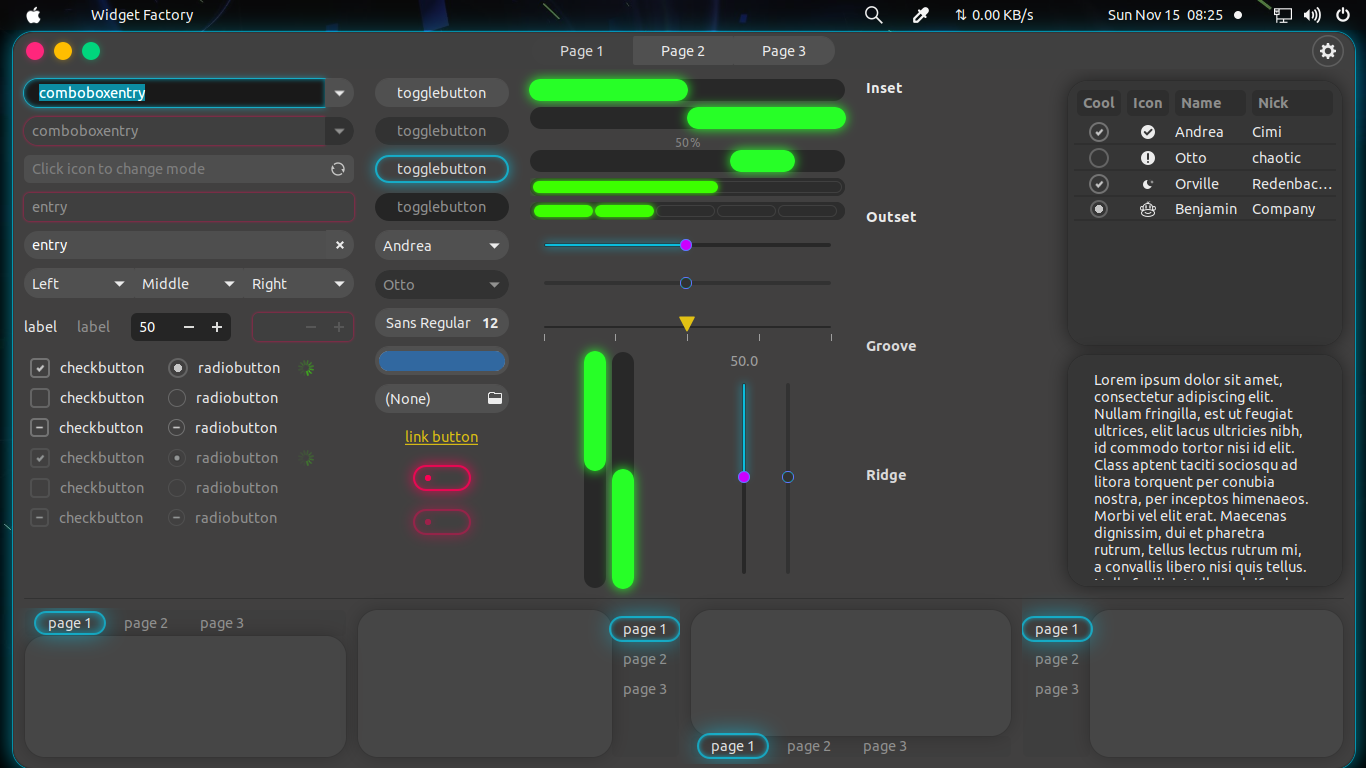 Widget Factory
⇅ 0.00 KB/s
Sun Nov 15 08:25
Page 1
Page 2
Page 3
comboboxentry
comboboxentry
Click icon to change mode
entry
entry
Left
Middle
Right
label
label
50
checkbutton
radiobutton
checkbutton
radiobutton
checkbutton
radiobutton
checkbutton
radiobutton
checkbutton
radiobutton
checkbutton
radiobutton
togglebutton
togglebutton
togglebutton
togglebutton
Andrea
Otto
Sans Regular 12
(None)
link button
50 %
50.0
Inset
Outset
Groove
Ridge
Cool Icon Name Nick
Andrea Cimi
Otto chaotic
Orville Redenbac...
Benjamin Company
Lorem ipsum dolor sit amet,
consectetur adipiscing elit.
Nullam fringilla, est ut feugiat
ultrices, elit lacus ultricies nibh,
id commodo tortor nisi id elit.
Class aptent taciti sociosqu ad
litora torquent per conubia
nostra, per inceptos himenaeos.
Morbi vel elit erat. Maecenas
dignissim, dui et pharetra
rutrum, tellus lectus rutrum mi,
a convallis libero nisi quis tellus.
page 1
page 2
page 3
page 1
page 2
page 3
page 1
page 2
page 3
page 1
page 2
page 3